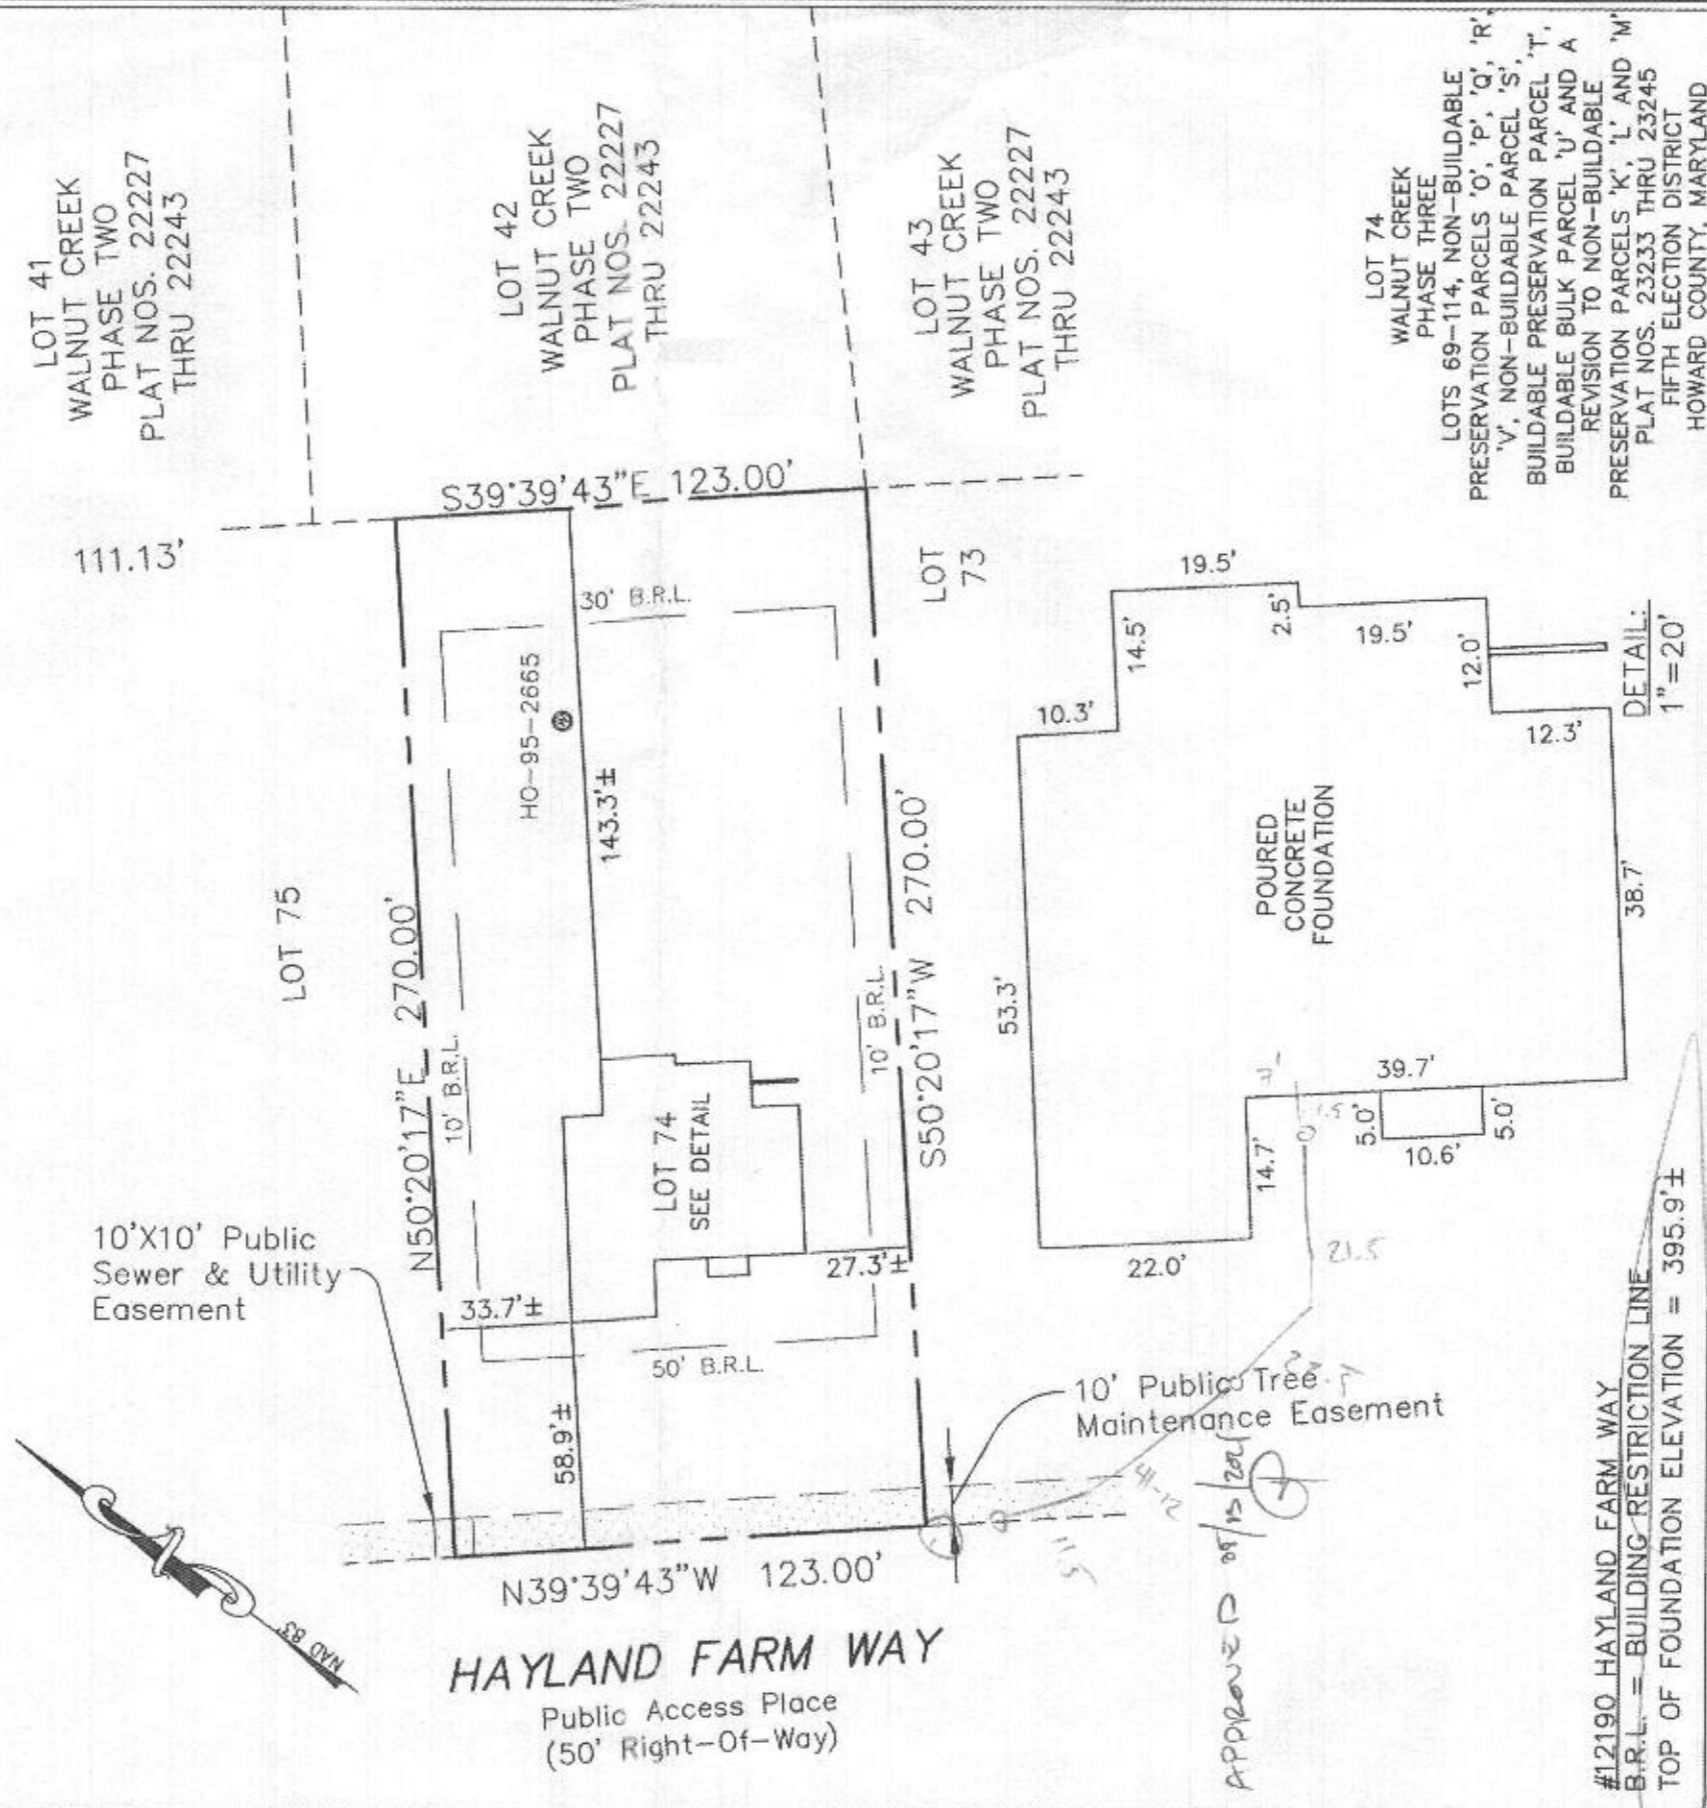 LOT 41
WALNUT CREEK
PHASE TWO
PLAT NOS. 22227
THRU 22243
LOT 42
WALNUT CREEK
PHASE TWO
PLAT NOS. 22227
THRU 22243
LOT 43
WALNUT CREEK
PHASE TWO
PLAT NOS. 22227
THRU 22243
LOT 74
WALNUT CREEK
PHASE THREE
LOTS 69-114, NON-BUILDABLE
PRESERVATION PARCELS 'O', 'P', 'Q', 'R',
'V', NON-BUILDABLE PARCEL 'S',
BUILDABLE PRESERVATION PARCEL 'T',
BUILDABLE BULK PARCEL 'U' AND A
REVISION TO NON-BUILDABLE
PRESERVATION PARCELS 'K', 'L' AND 'M'
PLAT NOS. 23233 THRU 23245
FIFTH ELECTION DISTRICT
HOWARD COUNTY, MARYLAND
111.13'
S39°39'43"E 123.00'
LOT 75
N50°20'17"E 270.00'
10' B.R.L.
30' B.R.L.
HO-95-2665
143.3'±
LOT
73
S50°20'17"W 270.00'
10' B.R.L.
LOT 74
SEE DETAIL
27.3'±
33.7'±
50' B.R.L.
58.9'±
10'X10' Public
Sewer & Utility
Easement
10' Public Tree
Maintenance Easement
N39°39'43"W 123.00'
HAYLAND FARM WAY
Public Access Place
(50' Right-Of-Way)
NAD 83'
19.5'
2.5'
19.5'
14.5'
10.3'
12.0'
12.3'
53.3'
POURED
CONCRETE
FOUNDATION
38.7'
39.7'
5.0'
10.6'
5.0'
14.7'
22.0'
DETAIL:
1"=20'
21.5
APPROVED
#12190 HAYLAND FARM WAY
B.R.L. = BUILDING RESTRICTION LINE
TOP OF FOUNDATION ELEVATION = 395.9'±